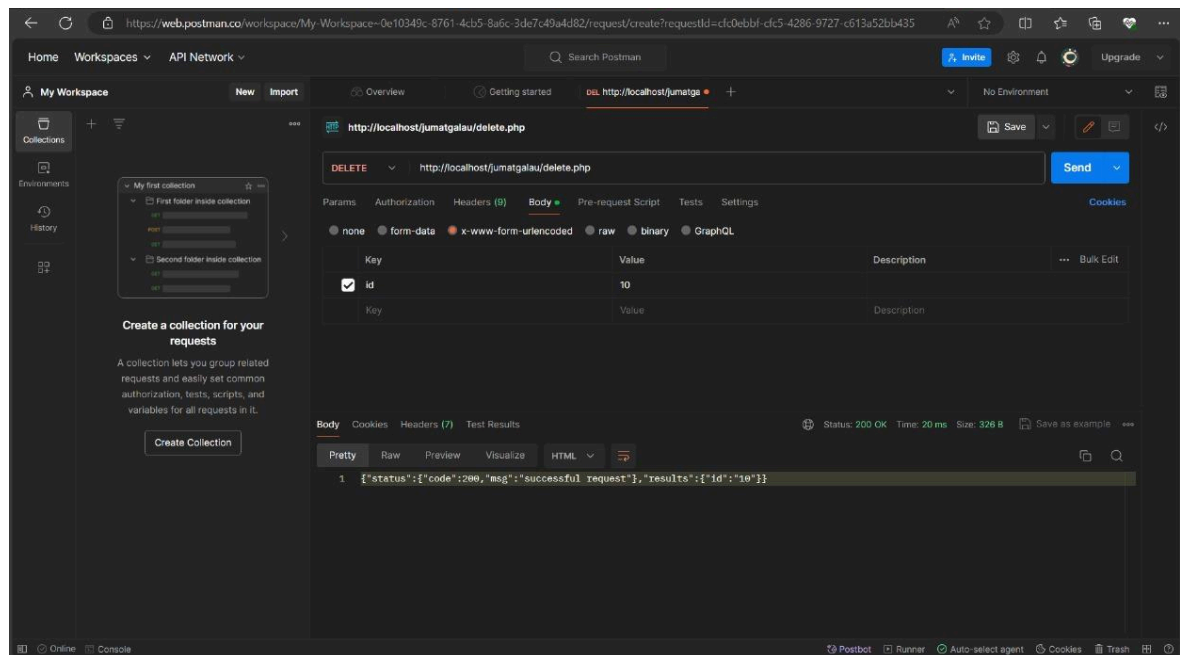 https://web.postman.co/workspace/My-Workspace~0e10349c-8761-4cb5-8a6c-3de7c49a4d82/request/create?requestId=cfc0ebbf-cfc5-4286-9727-c613a52bb435
Home Workspaces API Network Search Postman Invite Upgrade
My Workspace New Import Overview Getting started DEL http://localhost/jumatga No Environment
Collections
Environments
History
My first collection
First folder inside collection
GET
POST
GET
Second folder inside collection
GET
GET
Create a collection for your
requests
A collection lets you group related
requests and easily set common
authorization, tests, scripts, and
variables for all requests in it.
Create Collection
http://localhost/jumatgalau/delete.php Save
DELETE http://localhost/jumatgalau/delete.php Send
Params Authorization Headers (9) Body Pre-request Script Tests Settings Cookies
none form-data x-www-form-urlencoded raw binary GraphQL
Key Value Description Bulk Edit
id 10
Key Value Description
Body Cookies Headers (7) Test Results Status: 200 OK Time: 20 ms Size: 326 B Save as example
Pretty Raw Preview Visualize HTML
1 {"status":{"code":200,"msg":"successful request"},"results":{"id":"10"}}
Online Console Postbot Runner Auto-select agent Cookies Trash